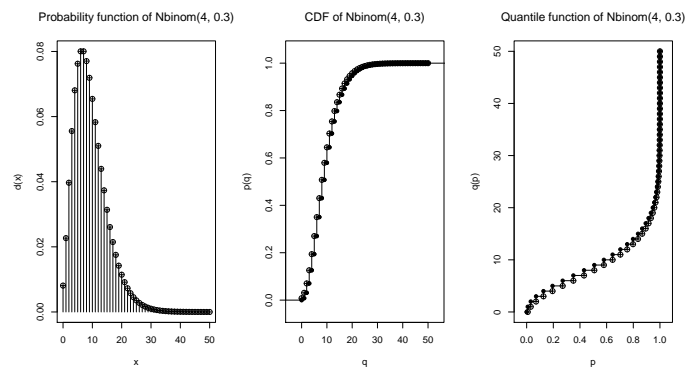 Probability function of Nbinom(4, 0.3)
d(x)
0.00 0.02 0.04 0.06 0.08
0 10 20 30 40 50
x
CDF of Nbinom(4, 0.3)
p(q)
0.0 0.2 0.4 0.6 0.8 1.0
0 10 20 30 40 50
q
Quantile function of Nbinom(4, 0.3)
q(p)
0 10 20 30 40 50
0.0 0.2 0.4 0.6 0.8 1.0
p